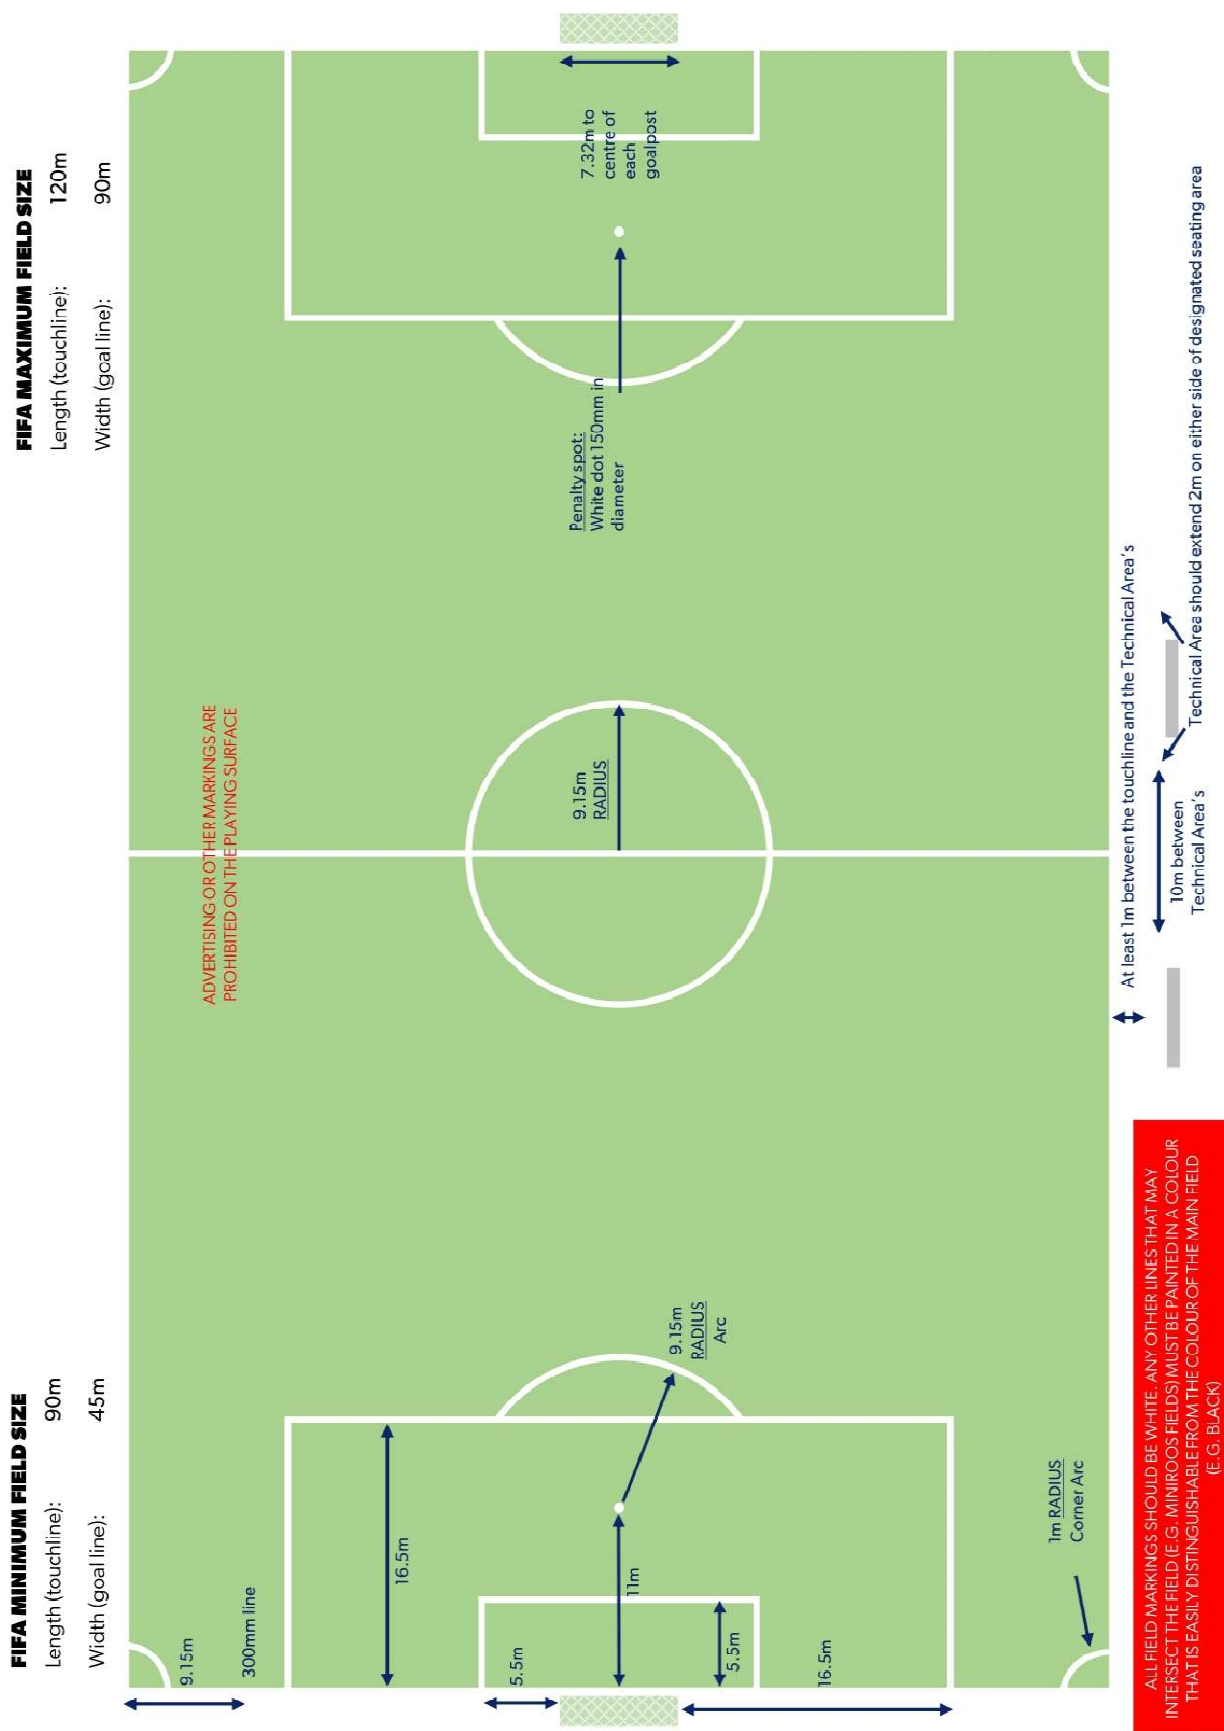 FIFA MINIMUM FIELD SIZE
Length (touchline): 90m
Width (goal line): 45m
FIFA MAXIMUM FIELD SIZE
Length (touchline): 120m
Width (goal line): 90m
9.15m
300mm line
ADVERTISING OR OTHER MARKINGS ARE
PROHIBITED ON THE PLAYING SURFACE
16.5m
5.5m
11m
5.5m
16.5m
9.15m
RADIUS
Arc
9.15m
RADIUS
Penalty spot:
White dot 150mm in
diameter
7.32m to
centre of
each
goalpost
1m RADIUS
Corner Arc
At least 1m between the touchline and the Technical Area's
10m between
Technical Area's
Technical Area should extend 2m on either side of designated seating area
ALL FIELD MARKINGS SHOULD BE WHITE. ANY OTHER LINES THAT MAY
INTERSECT THE FIELD (E.G. MINIROOS FIELDS) MUST BE PAINTED IN A COLOUR
THAT IS EASILY DISTINGUISHABLE FROM THE COLOUR OF THE MAIN FIELD
(E.G. BLACK)